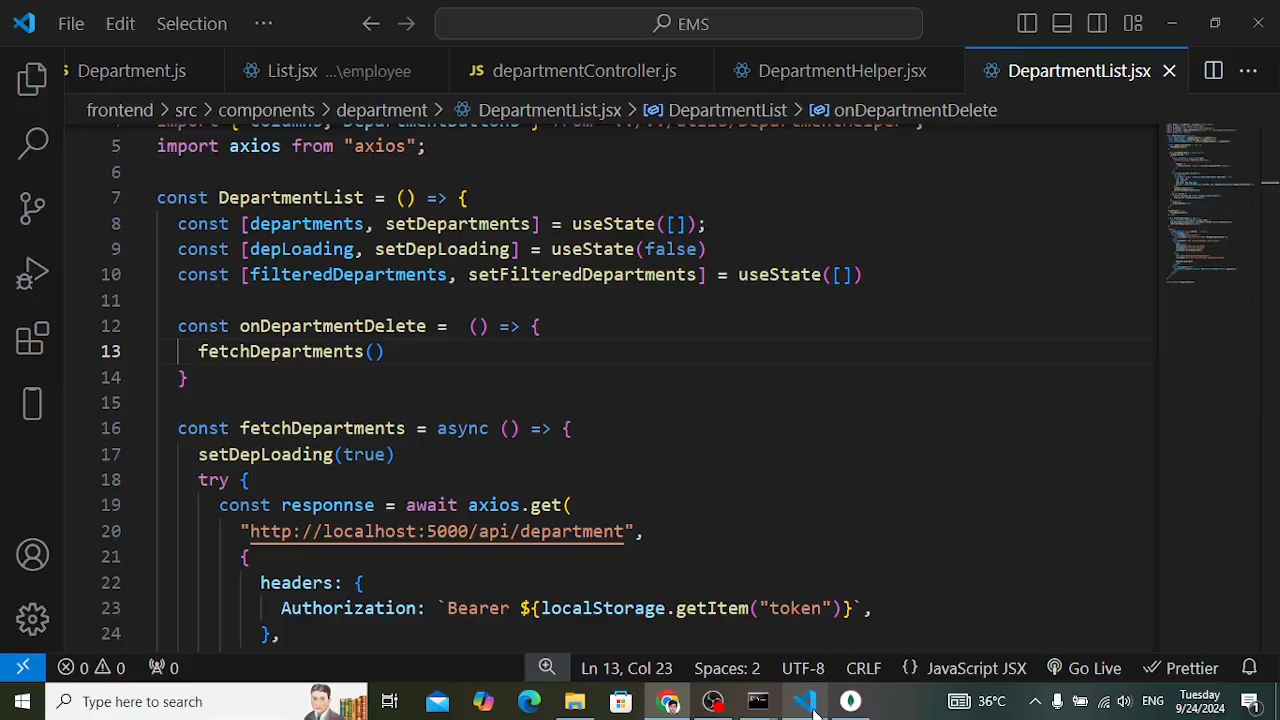 File Edit Selection ··· EMS
JS Department.js List.jsx ...\employee JS departmentController.js DepartmentHelper.jsx DepartmentList.jsx
frontend > src > components > department > DepartmentList.jsx > DepartmentList > onDepartmentDelete
5 import axios from "axios";
6
7 const DepartmentList = () => {
8 const [departments, setDepartments] = useState([]);
9 const [depLoading, setDepLoading] = useState(false)
10 const [filteredDepartments, setFilteredDepartments] = useState([])
11
12 const onDepartmentDelete = () => {
13 fetchDepartments()
14 }
15
16 const fetchDepartments = async () => {
17 setDepLoading(true)
18 try {
19 const responnse = await axios.get(
20 "http://localhost:5000/api/department",
21 {
22 headers: {
23 Authorization: `Bearer ${localStorage.getItem("token")}`,
24 },
0 0 0 Ln 13, Col 23 Spaces: 2 UTF-8 CRLF {} JavaScript JSX Go Live Prettier
Type here to search 36°C ENG Tuesday 9/24/2024 1